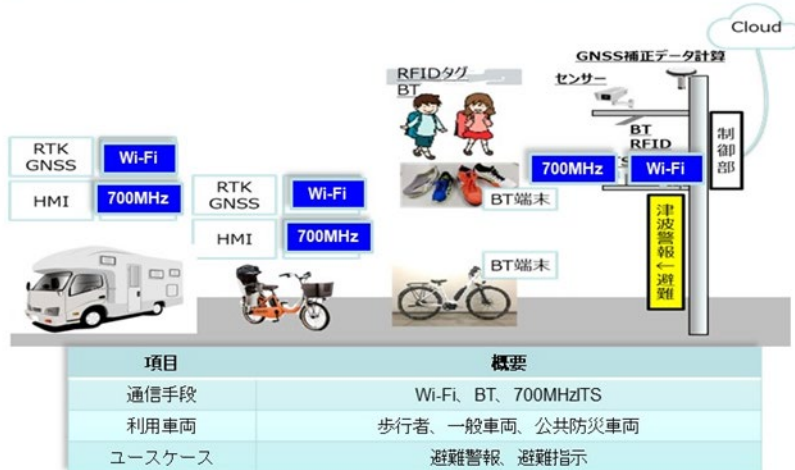 Cloud
GNSS補正データ計算
センサー
RFIDタグ
BT
BT
RFID
制御部
RTK
GNSS
Wi-Fi
HMI
700MHz
RTK
GNSS
Wi-Fi
HMI
700MHz
700MHz
Wi-Fi
BT端末
BT端末
津波警報←避難
項目
概要
通信手段
Wi-Fi、BT、700MHzITS
利用車両
歩行者、一般車両、公共防災車両
ユースケース
避難警報、避難指示